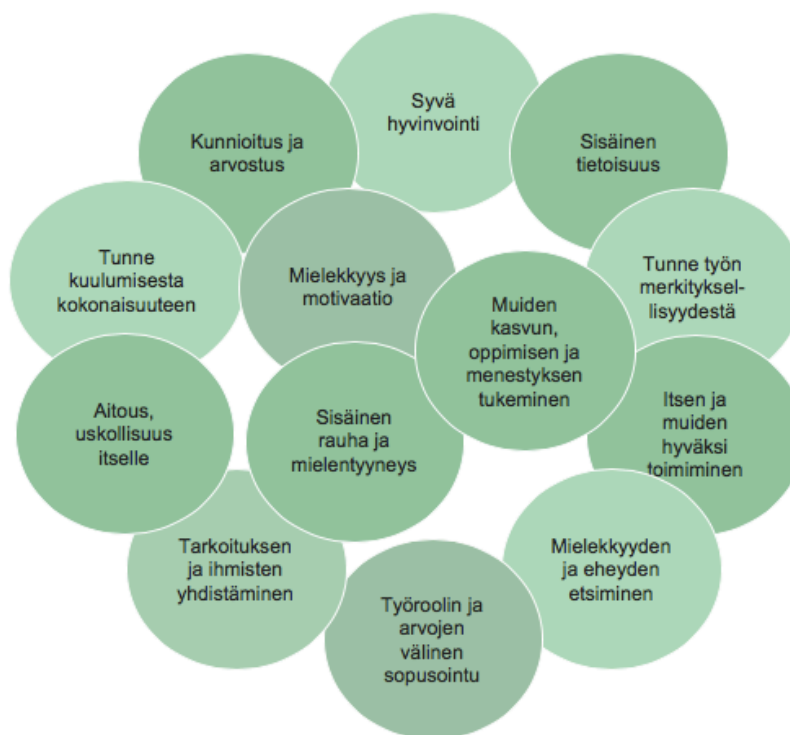 Syvä
hyvinvointi
Kunnioitus ja
arvostus
Sisäinen
tietoisuus
Tunne
kuulumisesta
kokonaisuuteen
Mielekkyys ja
motivaatio
Tunne työn
merkityksel-
lisyydestä
Muiden
kasvun,
oppimisen ja
menestyksen
tukeminen
Aitous,
uskollisuus
itselle
Sisäinen
rauha ja
mielentyyneys
Itsen ja
muiden
hyväksi
toimiminen
Tarkoituksen
ja ihmisten
yhdistäminen
Mielekkyyden
ja eheyden
etsiminen
Työroolin ja
arvojen
välinen
sopusointu